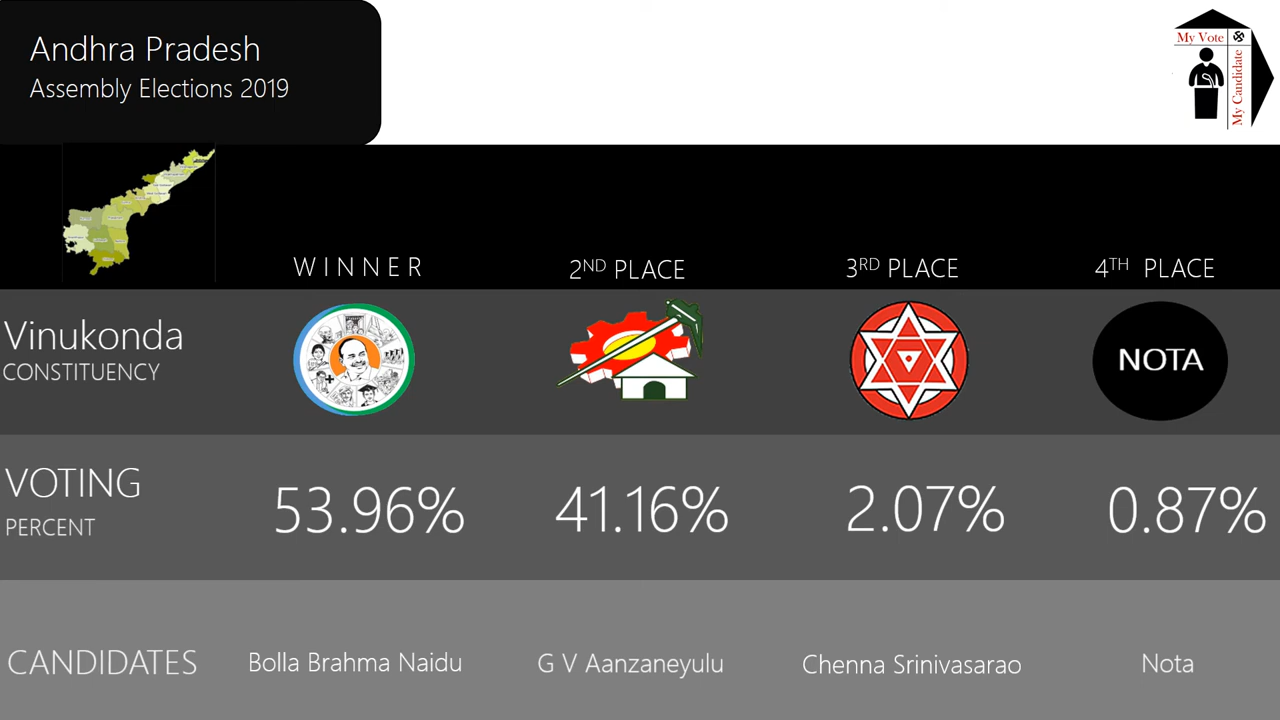 Andhra Pradesh
Assembly Elections 2019
My Vote
My Candidate
WINNER
2ND PLACE
3RD PLACE
4TH PLACE
Vinukonda
CONSTITUENCY
NOTA
VOTING
PERCENT
53.96%
41.16%
2.07%
0.87%
CANDIDATES
Bolla Brahma Naidu
G V Aanzaneyulu
Chenna Srinivasarao
Nota